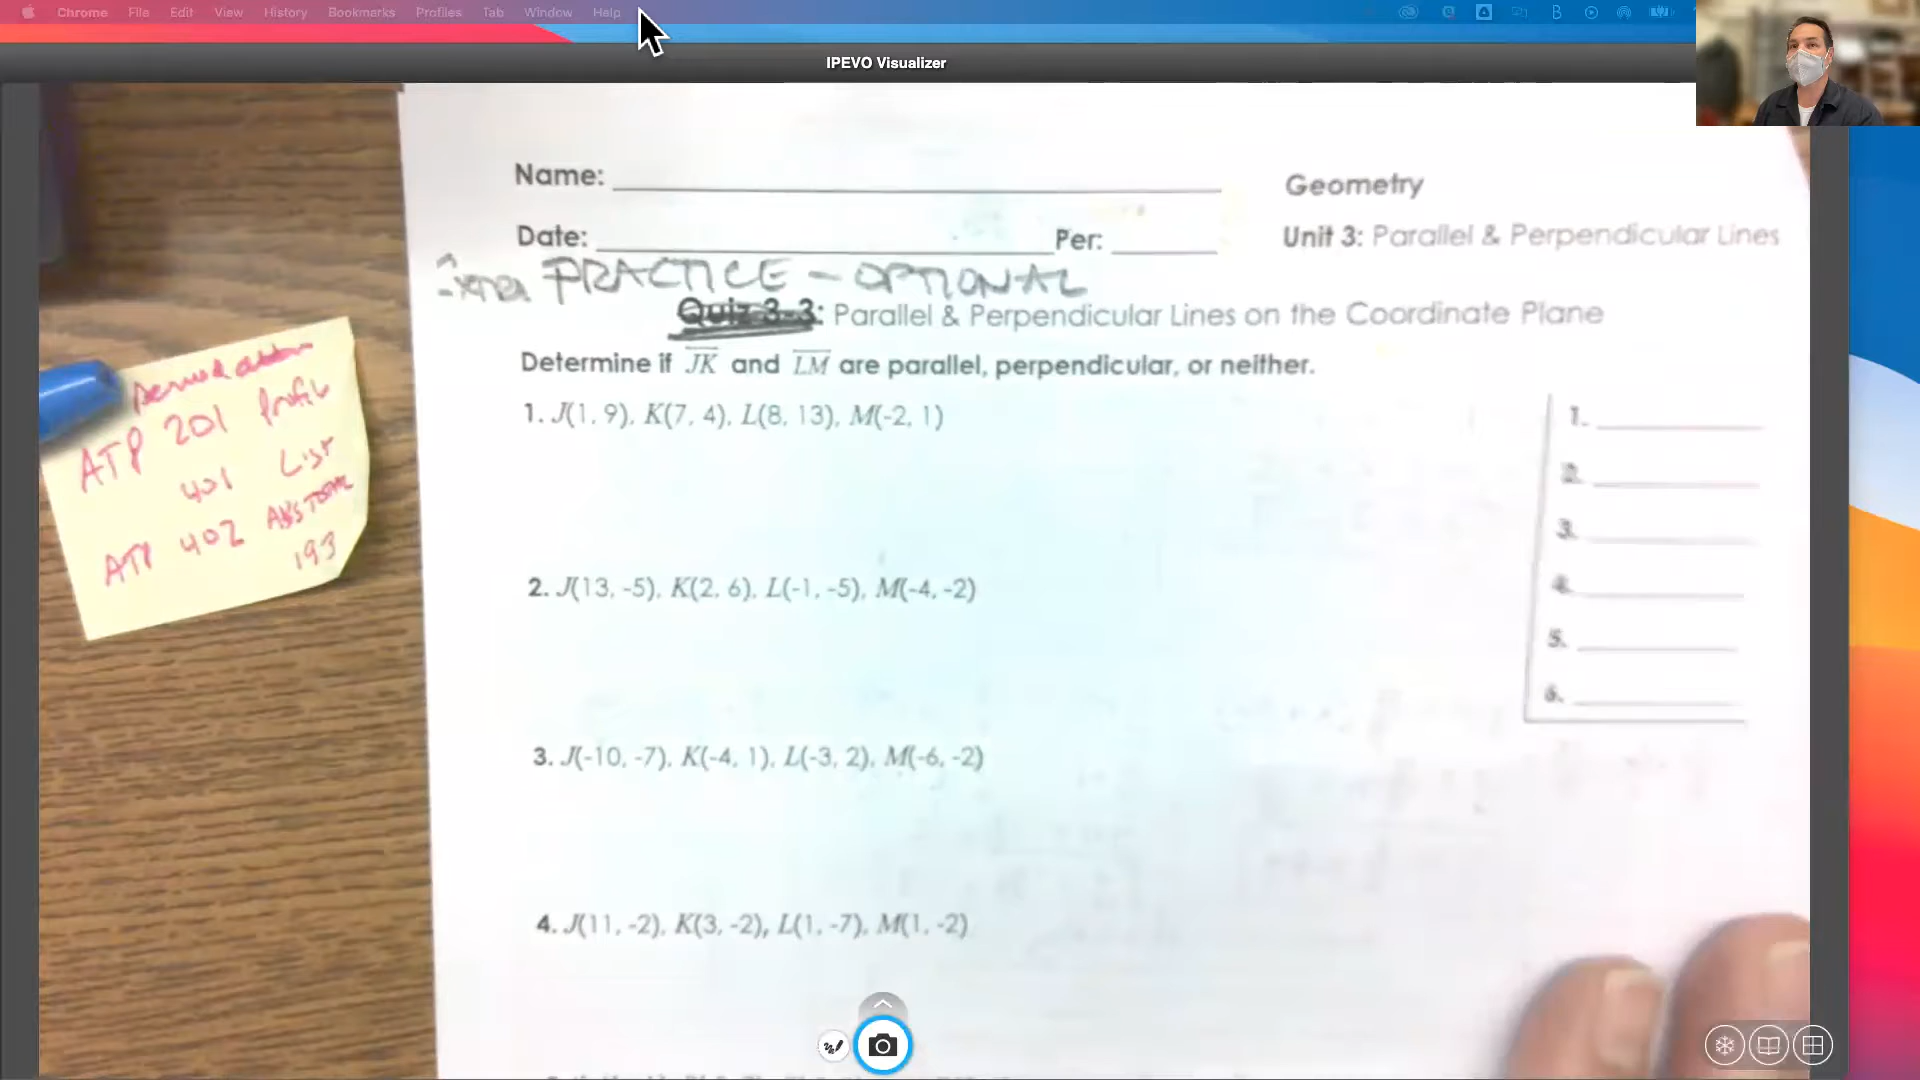 Chrome File Edit View History Bookmarks Profiles Tab Window Help
IPEVO Visualizer
Name:
Geometry
Date: Per:
Unit 3: Parallel & Perpendicular Lines
PRACTICE - OPTIONAL
Quiz 3-3: Parallel & Perpendicular Lines on the Coordinate Plane
Determine if JK and LM are parallel, perpendicular, or neither.
1. J(1, 9), K(7, 4), L(8, 13), M(-2, 1)
2. J(13, -5), K(2, 6), L(-1, -5), M(-4, -2)
3. J(-10, -7), K(-4, 1), L(-3, 2), M(-6, -2)
4. J(11, -2), K(3, -2), L(1, -7), M(1, -2)
1.
2.
3.
4.
5.
6.
ATP 201 Profile
401 List
ATP 402 ABS TOTAL
193